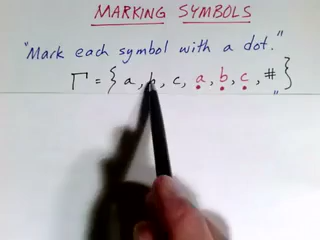 MARKING SYMBOLS
"Mark each symbol with a dot."
Γ = { a, b, c, ạ, ḅ, c̣, # }
"